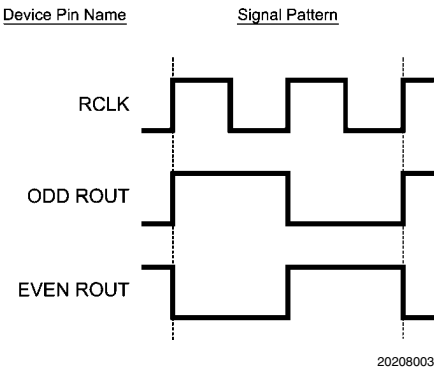 Device Pin Name Signal Pattern
RCLK
ODD ROUT
EVEN ROUT
20208003